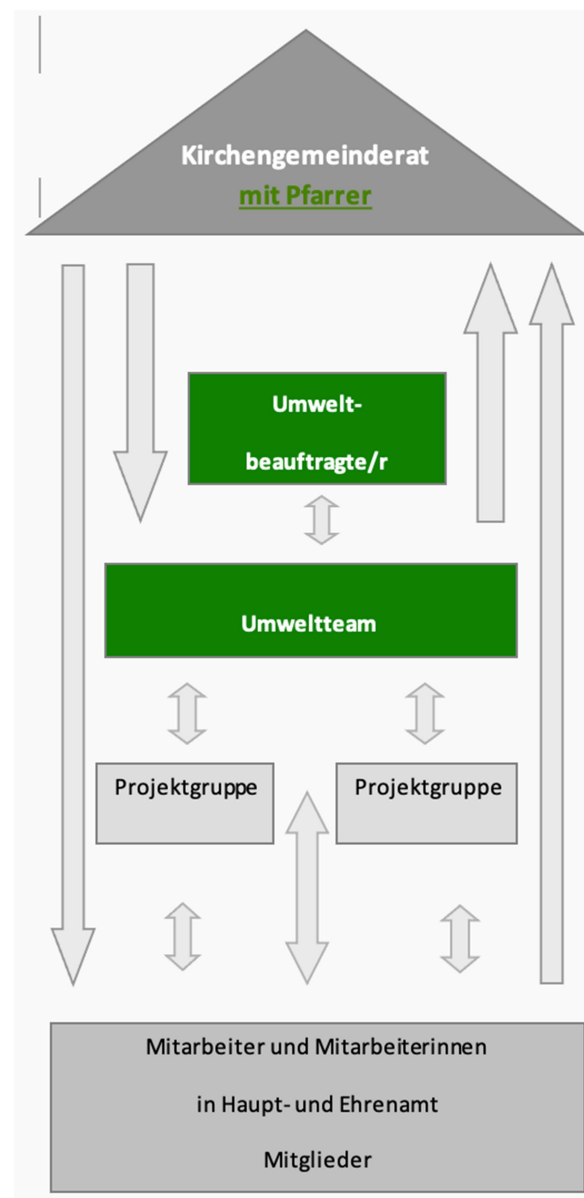 Kirchengemeinderat
mit Pfarrer
Umwelt-
beauftragte/r
Umweltteam
Projektgruppe
Projektgruppe
Mitarbeiter und Mitarbeiterinnen
in Haupt- und Ehrenamt
Mitglieder